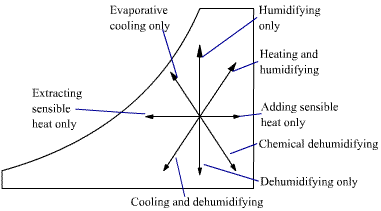 Evaporative
cooling only
Humidifying
only
Heating and
humidifying
Extracting
sensible
heat only
Adding sensible
heat only
Chemical dehumidifying
Dehumidifying only
Cooling and dehumidifying